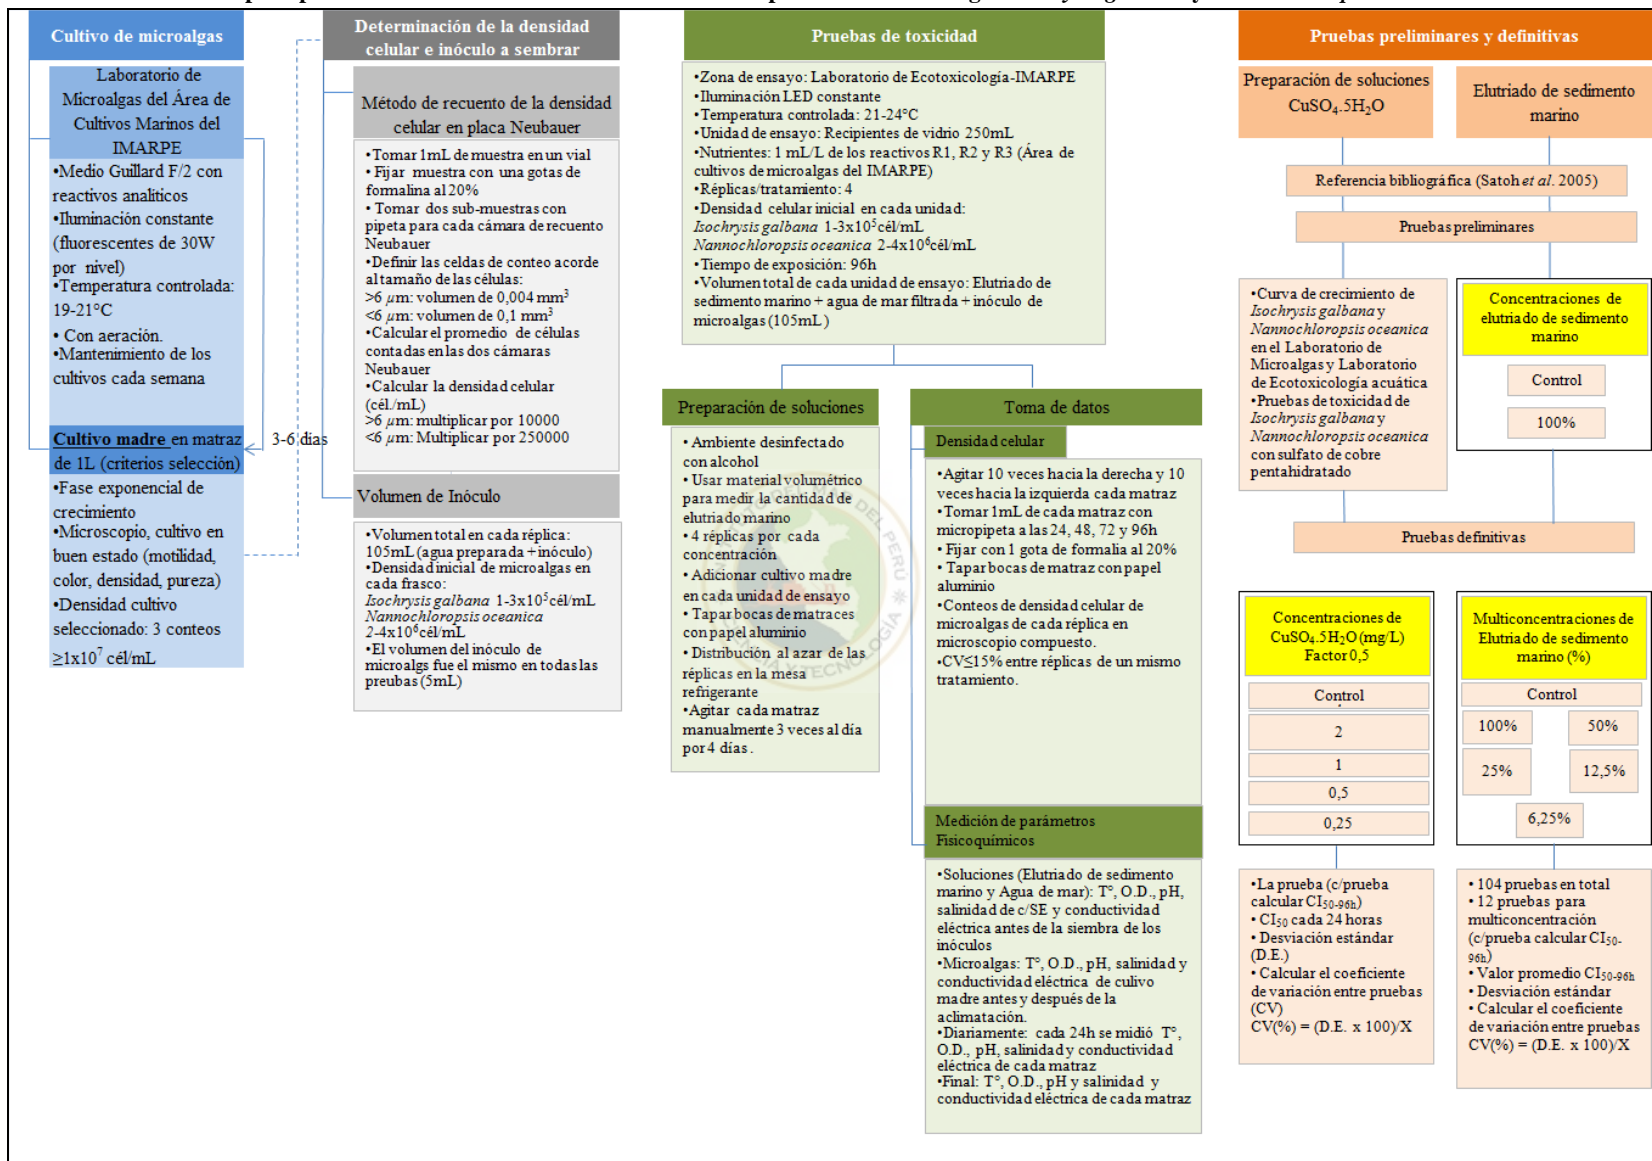 Cultivo de microalgas
Laboratorio de
Microalgas del Área de
Cultivos Marinos del
IMARPE
•Medio Guillard F/2 con
reactivos analíticos
•Iluminación constante
(fluorescentes de 30W
por nivel)
•Temperatura controlada:
19-21°C
• Con aeración.
•Mantenimiento de los
cultivos cada semana
Cultivo madre en matraz
de 1L (criterios selección)
3-6 días
•Fase exponencial de
crecimiento
•Microscopio, cultivo en
buen estado (motilidad,
color, densidad, pureza)
•Densidad cultivo
seleccionado: 3 conteos
≥1x10⁷ cél/mL
Determinación de la densidad
celular e inóculo a sembrar
Método de recuento de la densidad
celular en placa Neubauer
•Tomar 1mL de muestra en un vial
• Fijar muestra con una gotas de
formalina al 20%
• Tomar dos sub-muestras con
pipeta para cada cámara de recuento
Neubauer
•Definir las celdas de conteo acorde
al tamaño de las células:
>6 µm: volumen de 0,004 mm³
<6 µm: volumen de 0,1 mm³
•Calcular el promedio de células
contadas en las dos cámaras
Neubauer
•Calcular la densidad celular
(cél./mL)
>6 µm: multiplicar por 10000
<6 µm: Multiplicar por 250000
Volumen de Inóculo
•Volumen total en cada réplica:
105mL (agua preparada + inóculo)
•Densidad inicial de microalgas en
cada frasco:
Isochrysis galbana 1-3x10⁵cél/mL
Nannochloropsis oceanica
2-4x10⁶cél/mL
•El volumen del inóculo de
microalgs fue el mismo en todas las
preubas (5mL)
Pruebas de toxicidad
•Zona de ensayo: Laboratorio de Ecotoxicología-IMARPE
•Iluminación LED constante
•Temperatura controlada: 21-24°C
•Unidad de ensayo: Recipientes de vidrio 250mL
•Nutrientes: 1 mL/L de los reactivos R1, R2 y R3 (Área de
cultivos de microalgas del IMARPE)
•Réplicas/tratamiento: 4
•Densidad celular inicial en cada unidad:
Isochrysis galbana 1-3x10⁵cél/mL
Nannochloropsis oceanica 2-4x10⁶cél/mL
•Tiempo de exposición: 96h
•Volumen total de cada unidad de ensayo: Elutriado de
sedimento marino + agua de mar filtrada + inóculo de
microalgas (105mL)
Preparación de soluciones
• Ambiente desinfectado
con alcohol
• Usar material volumétrico
para medir la cantidad de
elutriado marino
• 4 réplicas por cada
concentración
• Adicionar cultivo madre
en cada unidad de ensayo
• Tapar bocas de matraces
con papel aluminio
• Distribución al azar de las
réplicas en la mesa
refrigerante
•Agitar cada matraz
manualmente 3 veces al día
por 4 días .
Toma de datos
Densidad celular
•Agitar 10 veces hacia la derecha y 10
veces hacia la izquierda cada matraz
•Tomar 1mL de cada matraz con
micropipeta a las 24, 48, 72 y 96h
• Fijar con 1 gota de formalia al 20%
• Tapar bocas de matraz con papel
aluminio
•Conteos de densidad celular de
microalgas de cada réplica en
microscopio compuesto.
•CV≤15% entre réplicas de un mismo
tratamiento.
Medición de parámetros
Fisicoquímicos
•Soluciones (Elutriado de sedimento
marino y Agua de mar): T°, O.D., pH,
salinidad de c/SE y conductividad
eléctrica antes de la siembra de los
inóculos
•Microalgas: T°, O.D., pH, salinidad y
conductividad eléctrica de cultivo
madre antes y después de la
aclimatación.
•Diariamente: cada 24h se midió T°,
O.D., pH, salinidad y conductividad
eléctrica de cada matraz
•Final: T°, O.D., pH y salinidad y
conductividad eléctrica de cada matraz
INSTITUTO DEL MAR DEL PERÚ
CIENCIA Y TECNOLOGÍA
Pruebas preliminares y definitivas
Preparación de soluciones
CuSO₄.5H₂O
Elutriado de sedimento
marino
Referencia bibliográfica (Satoh et al. 2005)
Pruebas preliminares
•Curva de crecimiento de
Isochrysis galbana y
Nannochloropsis oceanica
en el Laboratorio de
Microalgas y Laboratorio
de Ecotoxicología acuática
•Pruebas de toxicidad de
Isochrysis galbana y
Nannochloropsis oceanica
con sulfato de cobre
pentahidratado
Concentraciones de
elutriado de sedimento
marino
Control
100%
Pruebas definitivas
Concentraciones de
CuSO₄.5H₂O (mg/L)
Factor 0,5
Control
2
1
0,5
0,25
Multiconcentraciones de
Elutriado de sedimento
marino (%)
Control
100% 50%
25% 12,5%
6,25%
•La prueba (c/prueba
calcular CI₅₀₋₉₆ₕ)
• CI₅₀ cada 24 horas
• Desviación estándar
(D.E.)
• Calcular el coeficiente
de variación entre pruebas
(CV)
CV(%) = (D.E. x 100)/X
• 104 pruebas en total
• 12 pruebas para
multiconcentración
(c/prueba calcular CI₅₀₋
₉₆ₕ)
• Valor promedio CI₅₀₋₉₆ₕ
• Desviación estándar
• Calcular el coeficiente
de variación entre pruebas
CV(%) = (D.E. x 100)/X